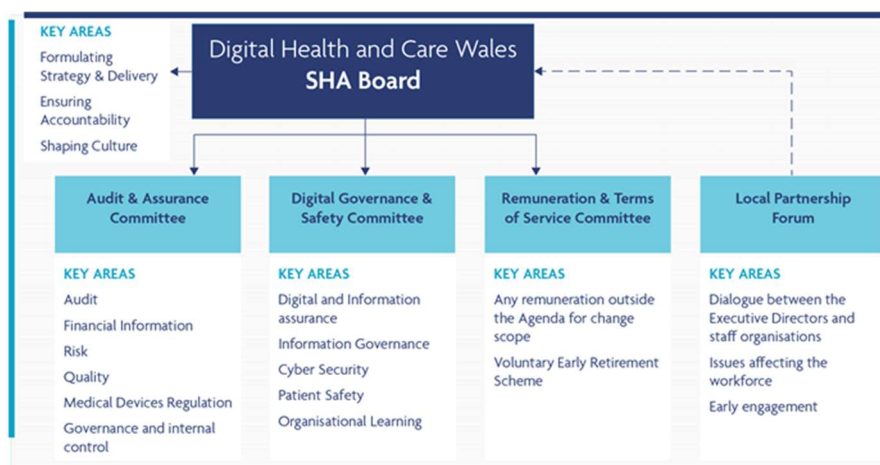 KEY AREAS
Formulating
Strategy & Delivery
Ensuring
Accountability
Shaping Culture
Digital Health and Care Wales
SHA Board
Audit & Assurance
Committee
KEY AREAS
Audit
Financial Information
Risk
Quality
Medical Devices Regulation
Governance and internal
control
Digital Governance &
Safety Committee
KEY AREAS
Digital and Information
assurance
Information Governance
Cyber Security
Patient Safety
Organisational Learning
Remuneration & Terms
of Service Committee
KEY AREAS
Any remuneration outside
the Agenda for change
scope
Voluntary Early Retirement
Scheme
Local Partnership
Forum
KEY AREAS
Dialogue between the
Executive Directors and
staff organisations
Issues affecting the
workforce
Early engagement